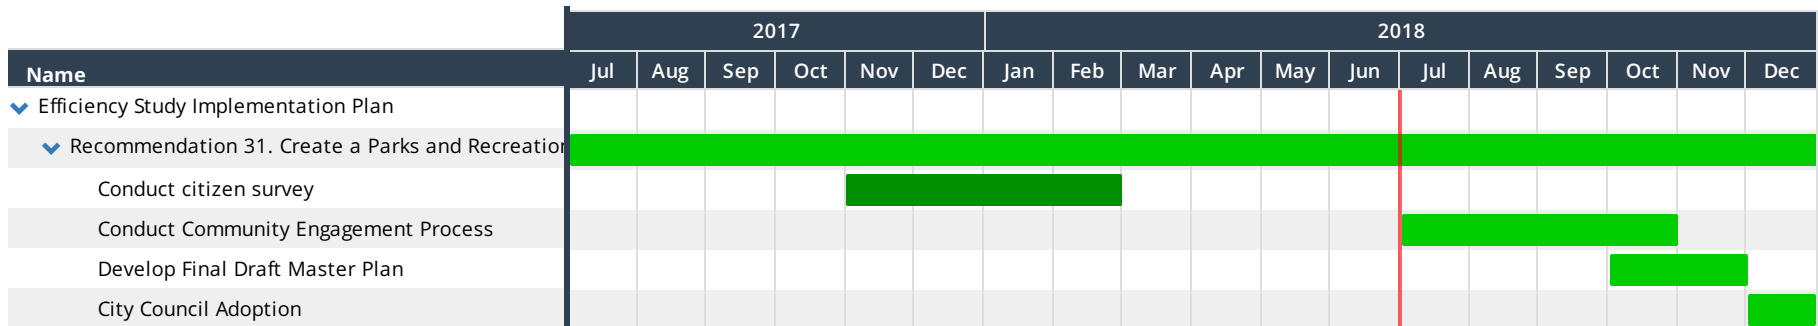 2017 2018
Name Jul Aug Sep Oct Nov Dec Jan Feb Mar Apr May Jun Jul Aug Sep Oct Nov Dec
Efficiency Study Implementation Plan
Recommendation 31. Create a Parks and Recreation
Conduct citizen survey
Conduct Community Engagement Process
Develop Final Draft Master Plan
City Council Adoption